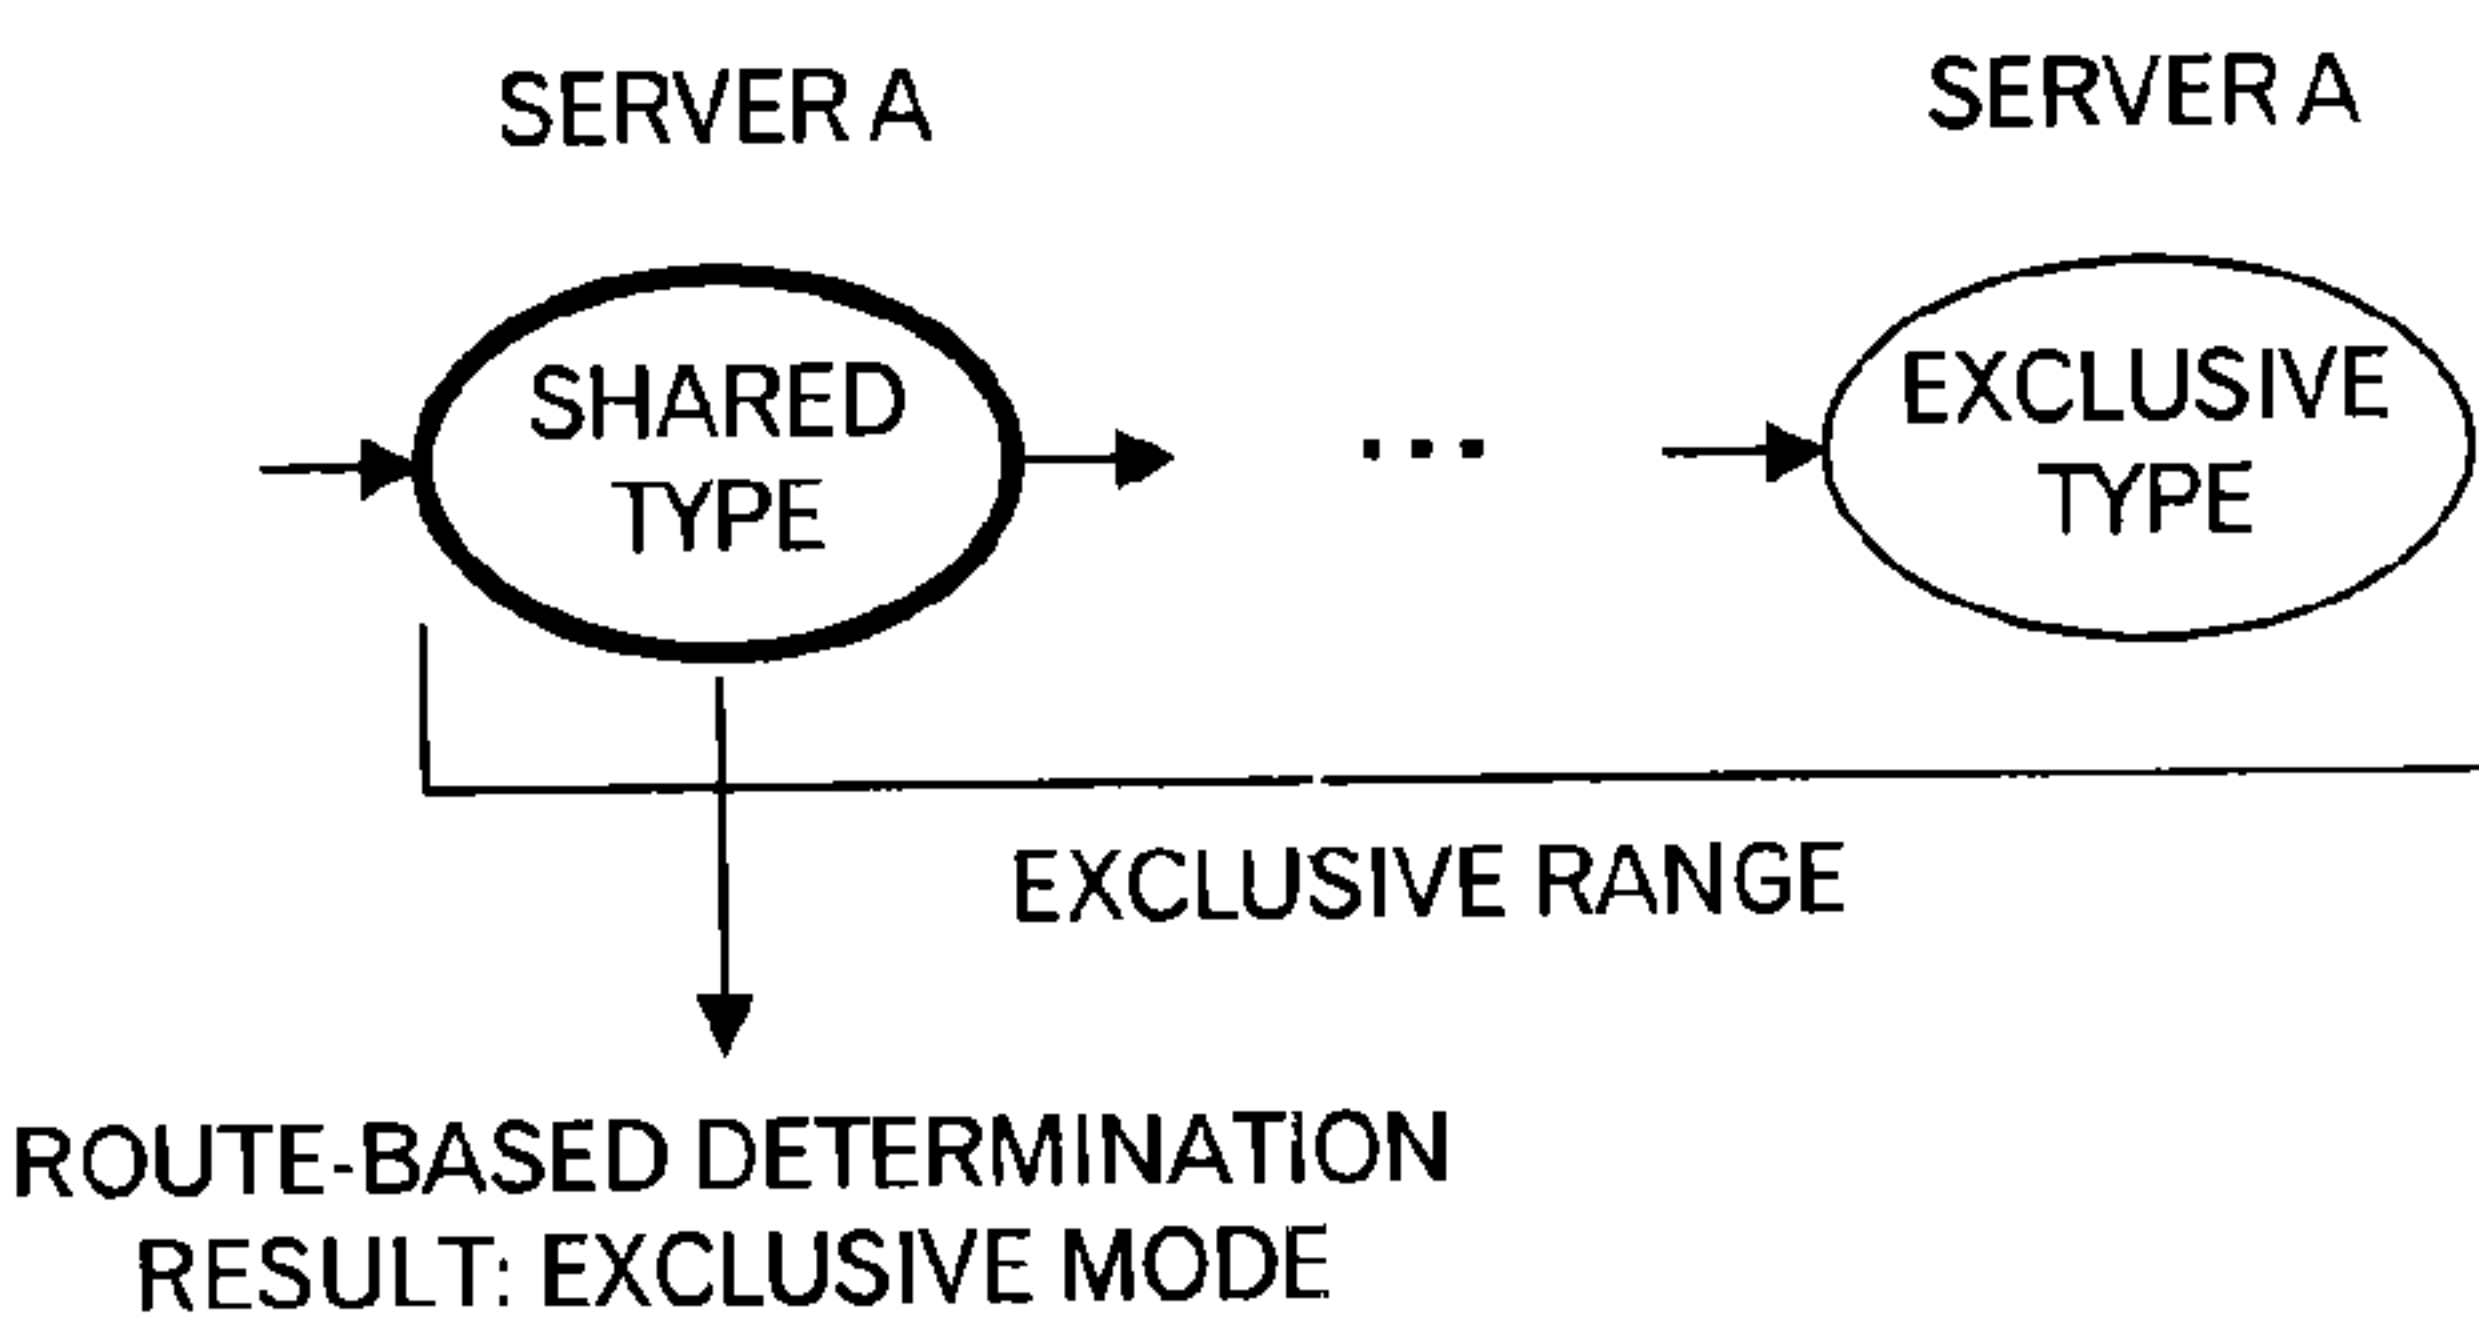 SERVER A
SERVER A
SHARED
TYPE
...
EXCLUSIVE
TYPE
EXCLUSIVE RANGE
ROUTE-BASED DETERMINATION
RESULT: EXCLUSIVE MODE